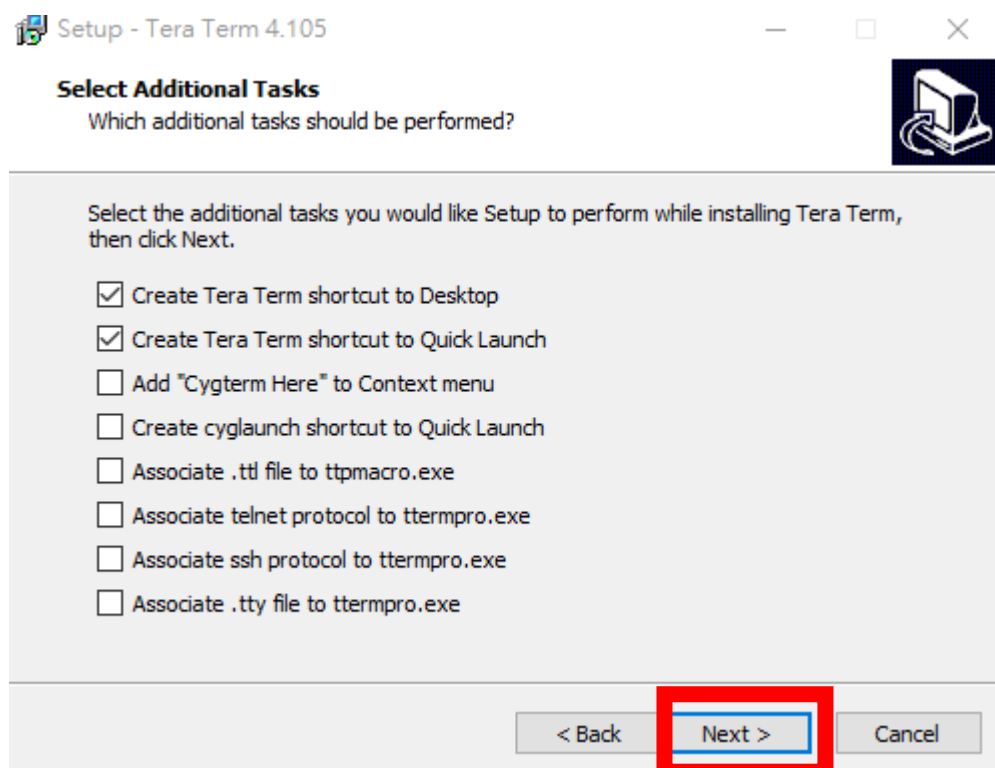 Setup - Tera Term 4.105
Select Additional Tasks
Which additional tasks should be performed?
Select the additional tasks you would like Setup to perform while installing Tera Term,
then click Next.
Create Tera Term shortcut to Desktop
Create Tera Term shortcut to Quick Launch
Add "Cygterm Here" to Context menu
Create cyglaunch shortcut to Quick Launch
Associate .ttl file to ttpmacro.exe
Associate telnet protocol to ttermpro.exe
Associate ssh protocol to ttermpro.exe
Associate .tty file to ttermpro.exe
< Back Next > Cancel